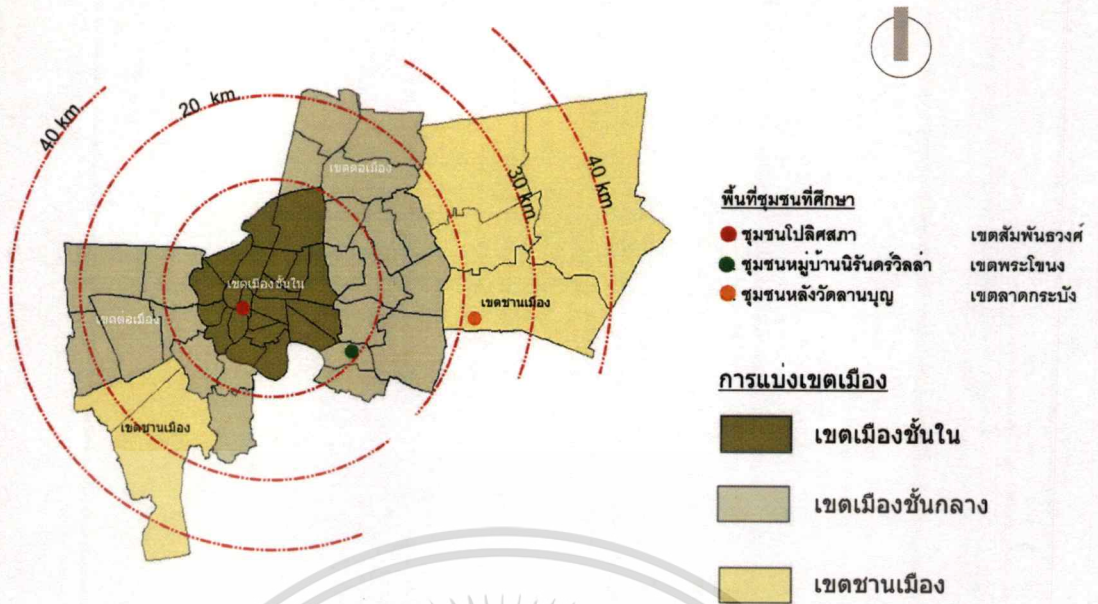 20 km
40 km
40 km
30 km
เขตต่อเมือง
เขตเมืองชั้นใน
เขตต่อเมือง
เขตชานเมือง
เขตชานเมือง
พื้นที่ชุมชนที่ศึกษา
ชุมชนโปลิศสภา เขตสัมพันธวงศ์
ชุมชนหมู่บ้านนิรันดร์วิลล่า เขตพระโขนง
ชุมชนหลังวัดลานบุญ เขตลาดกระบัง
การแบ่งเขตเมือง
เขตเมืองชั้นใน
เขตเมืองชั้นกลาง
เขตชานเมือง